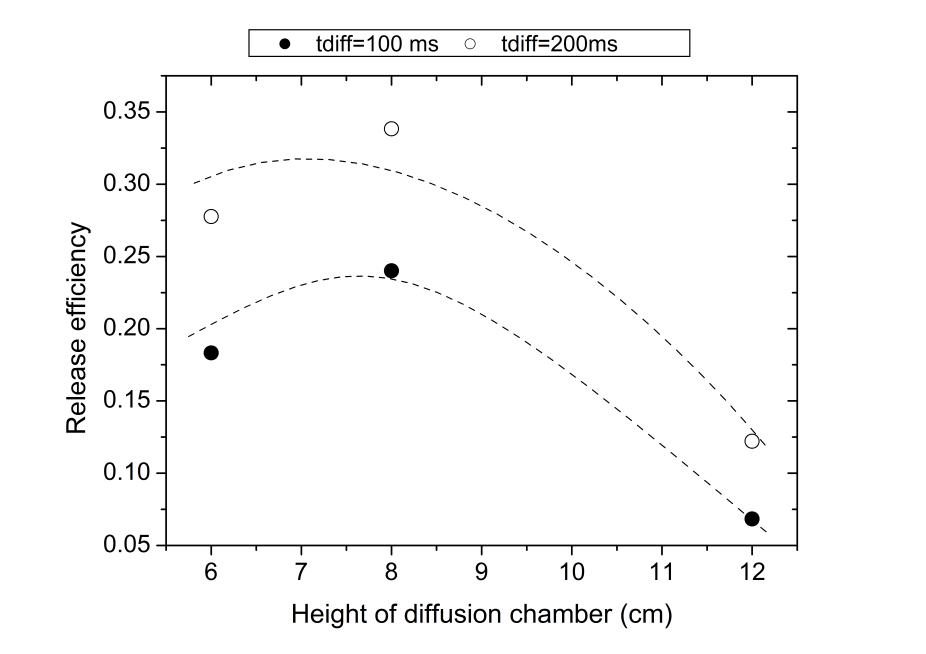 tdiff=100 ms tdiff=200ms
0.35
0.30
0.25
0.20
0.15
0.10
0.05
Release efficiency
6 7 8 9 10 11 12
Height of diffusion chamber (cm)